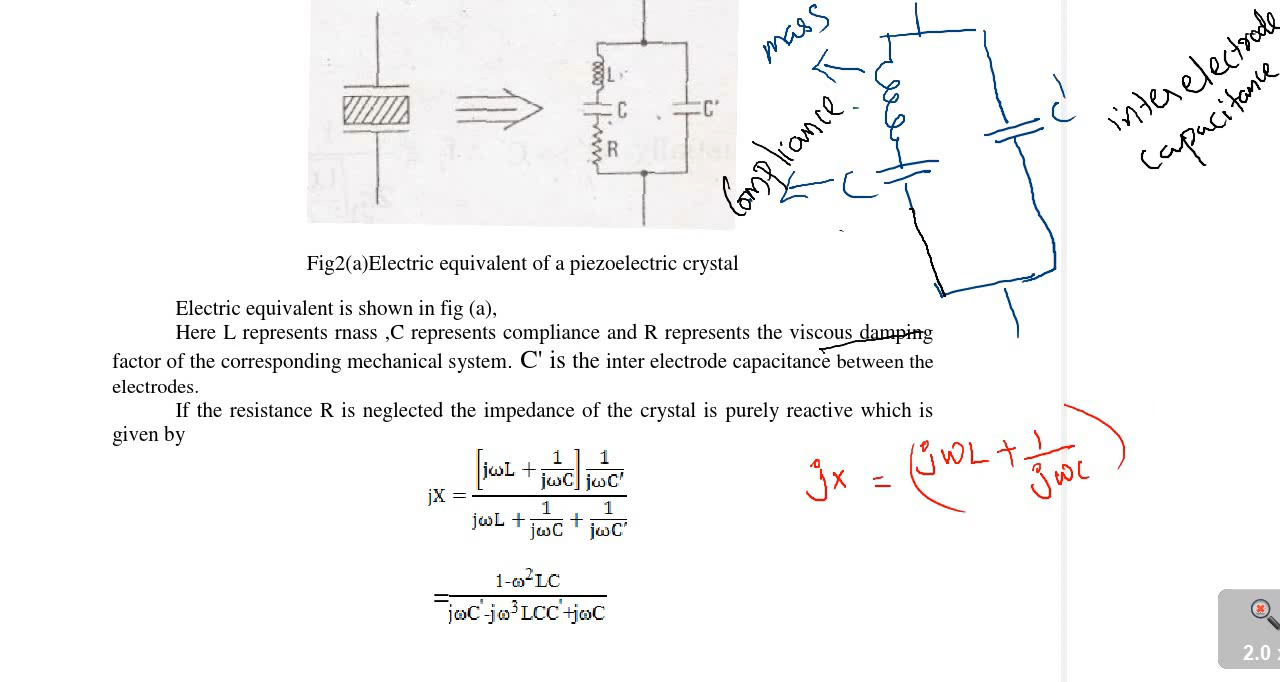 L
C
R
C'
mass
Compliance
C
C'
interelectrode
capacitance
Fig2(a)Electric equivalent of a piezoelectric crystal
Electric equivalent is shown in fig (a),
Here L represents rnass ,C represents compliance and R represents the viscous damping
factor of the corresponding mechanical system. C' is the inter electrode capacitance between the
electrodes.
If the resistance R is neglected the impedance of the crystal is purely reactive which is
given by
jX = [jωL + 1/jωC] 1/jωC' / jωL + 1/jωC + 1/jωC'
= 1-ω²LC / jωC'-jω³LCC'+jωC
jx = (jωL + 1/jωC)
2.0 x